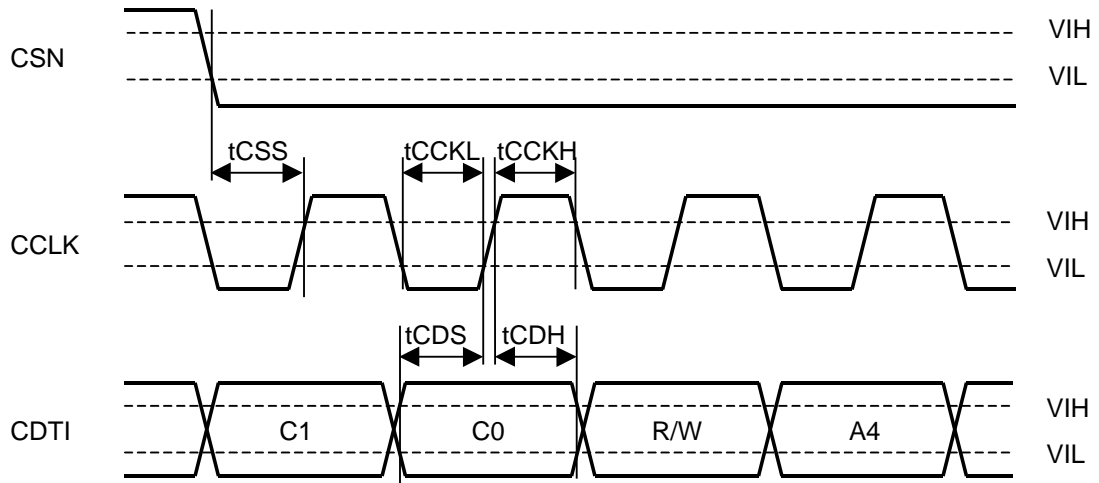 CSN
VIH
VIL
tCSS
tCCKL
tCCKH
CCLK
VIH
VIL
tCDS
tCDH
CDTI
C1
C0
R/W
A4
VIH
VIL